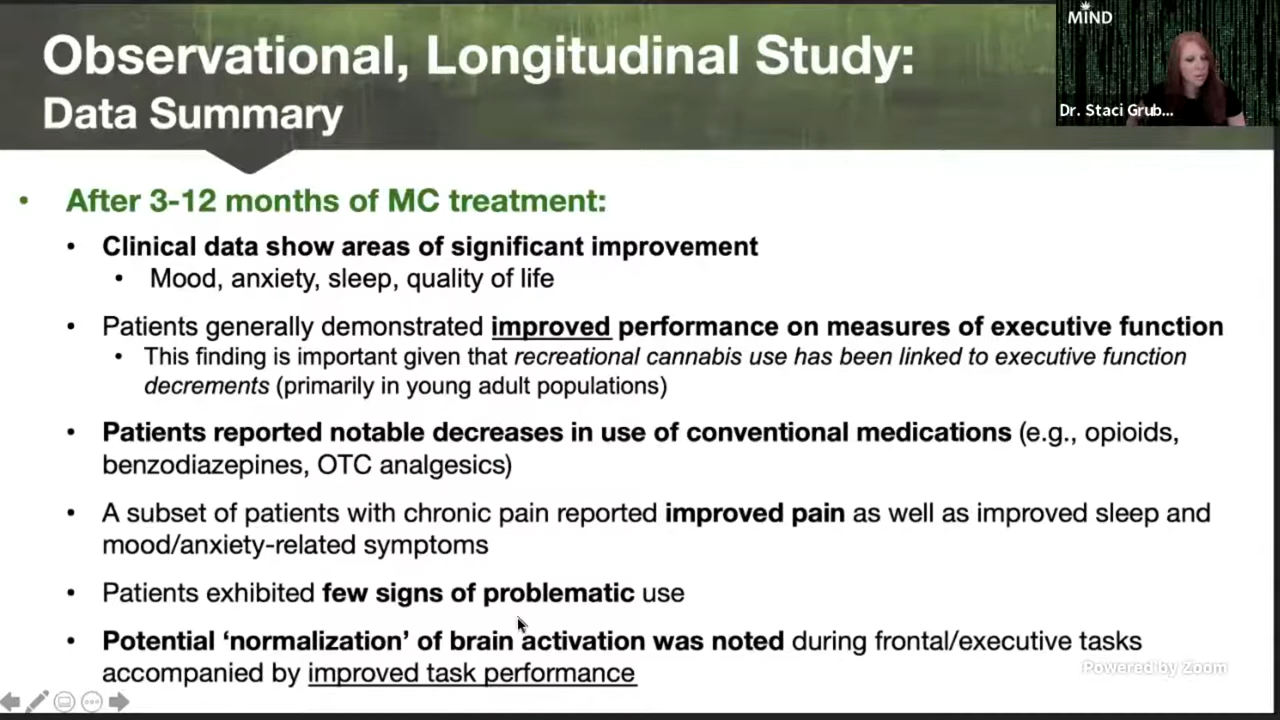 Observational, Longitudinal Study:
Data Summary
MIND
Dr. Staci Grub...
• After 3-12 months of MC treatment:
• Clinical data show areas of significant improvement
• Mood, anxiety, sleep, quality of life
• Patients generally demonstrated improved performance on measures of executive function
• This finding is important given that recreational cannabis use has been linked to executive function
decrements (primarily in young adult populations)
• Patients reported notable decreases in use of conventional medications (e.g., opioids,
benzodiazepines, OTC analgesics)
• A subset of patients with chronic pain reported improved pain as well as improved sleep and
mood/anxiety-related symptoms
• Patients exhibited few signs of problematic use
• Potential ‘normalization’ of brain activation was noted during frontal/executive tasks
accompanied by improved task performance
Powered by Zoom